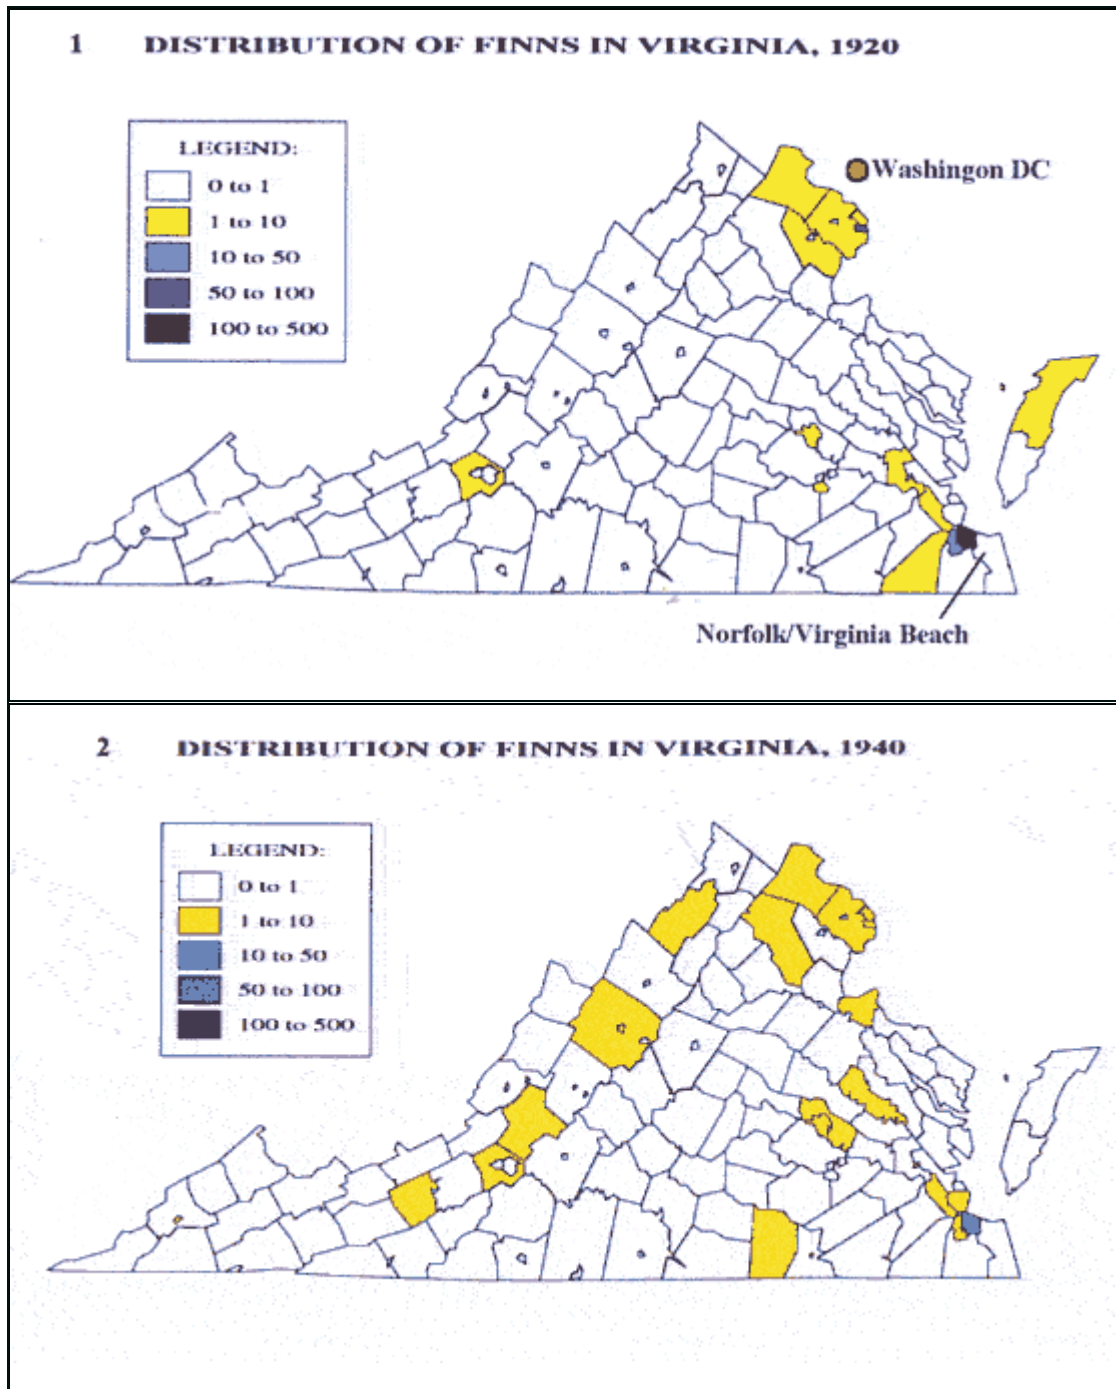 1 DISTRIBUTION OF FINNS IN VIRGINIA, 1920
LEGEND:
0 to 1
1 to 10
10 to 50
50 to 100
100 to 500
Washingon DC
Norfolk/Virginia Beach
2 DISTRIBUTION OF FINNS IN VIRGINIA, 1940
LEGEND:
0 to 1
1 to 10
10 to 50
50 to 100
100 to 500